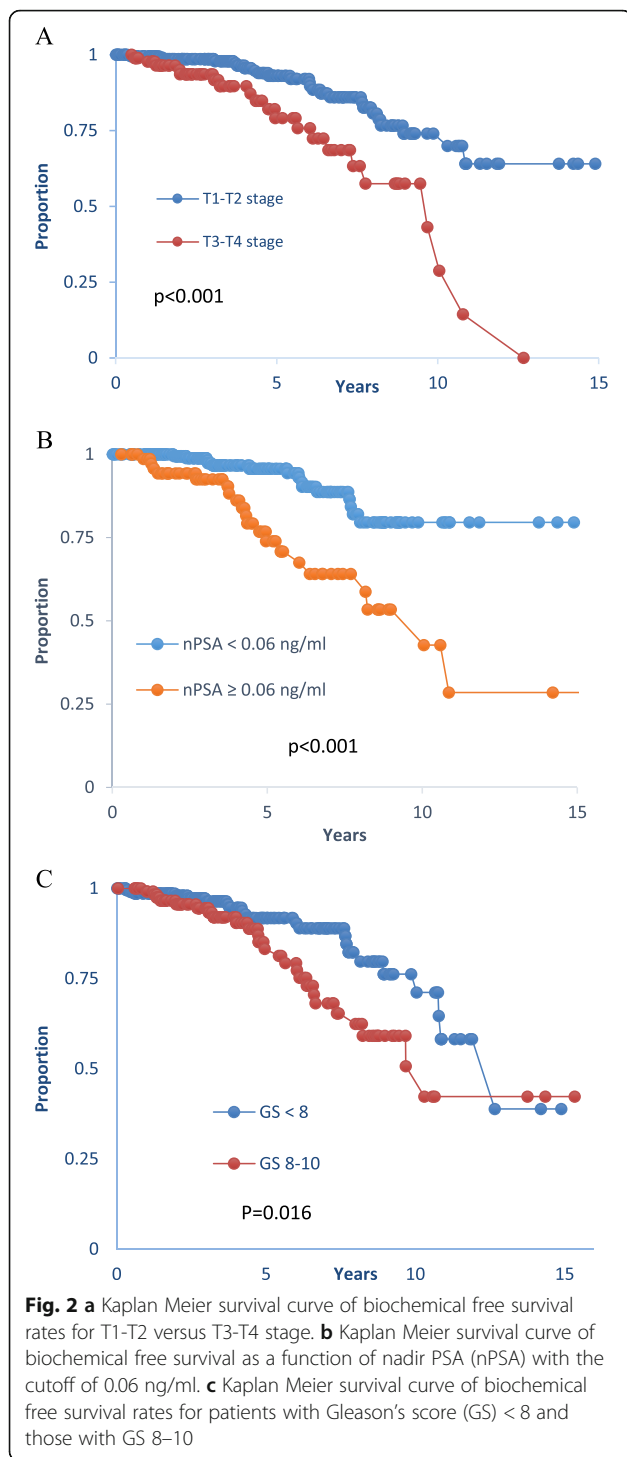 A
1
0.75
0.5
0.25
0
Proportion
T1-T2 stage
T3-T4 stage
p<0.001
0
5
10
15
Years
B
1
0.75
0.5
0.25
0
Proportion
nPSA < 0.06 ng/ml
nPSA ≥ 0.06 ng/ml
p<0.001
0
5
10
15
Years
C
1
0.75
0.5
0.25
0
Proportion
GS < 8
GS 8-10
P=0.016
0
5
Years
10
15
Fig. 2 a Kaplan Meier survival curve of biochemical free survival
rates for T1-T2 versus T3-T4 stage. b Kaplan Meier survival curve of
biochemical free survival as a function of nadir PSA (nPSA) with the
cutoff of 0.06 ng/ml. c Kaplan Meier survival curve of biochemical
free survival rates for patients with Gleason’s score (GS) < 8 and
those with GS 8–10